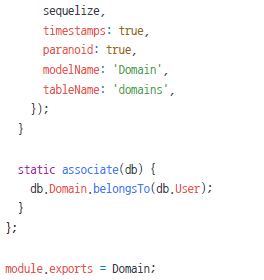 sequelize,
      timestamps: true,
      paranoid: true,
      modelName: 'Domain',
      tableName: 'domains',
    });
  }

  static associate(db) {
    db.Domain.belongsTo(db.User);
  }
};

module.exports = Domain;